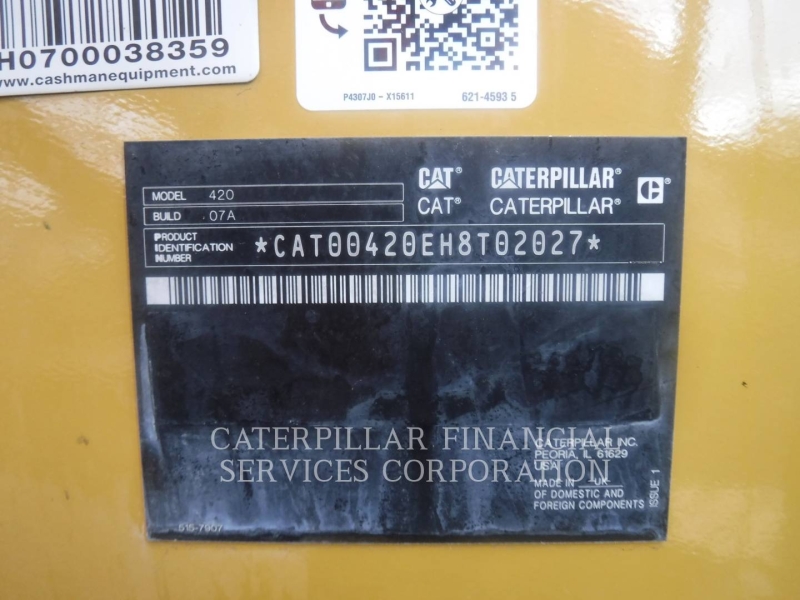 H0700038359
www.cashmanequipment.com
P4307J0 - X15611 621-4593 5
CAT® CATERPILLAR®
CAT® CATERPILLAR®
C®
MODEL 420
BUILD 07A
PRODUCT IDENTIFICATION NUMBER
*CAT00420EH8T02027*
CATERPILLAR FINANCIAL
SERVICES CORPORATION
CATERPILLAR INC.
PEORIA, IL 61629
USA
MADE IN UK
OF DOMESTIC AND
FOREIGN COMPONENTS
ISSUE 1
515-7907